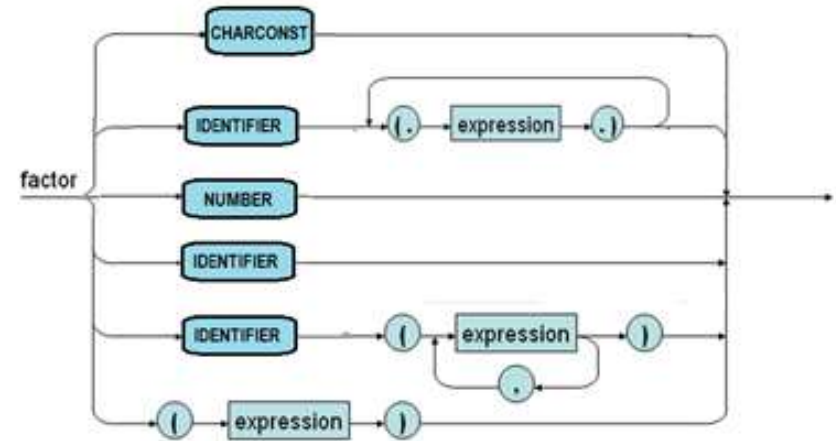 CHARCONST
IDENTIFIER (. expression .)
factor
NUMBER
IDENTIFIER
IDENTIFIER ( expression )
.
( expression )